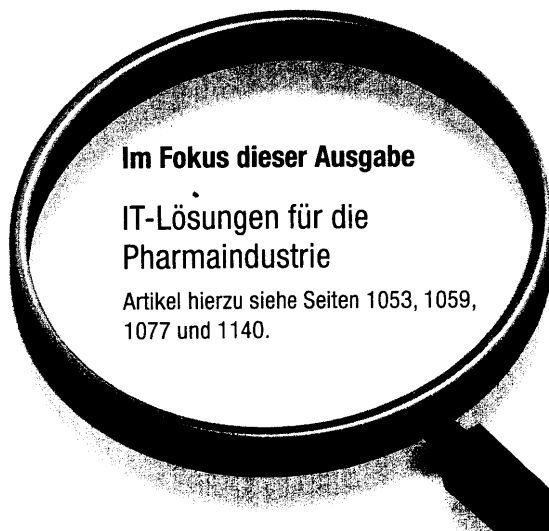 Im Fokus dieser Ausgabe
IT-Lösungen für die
Pharmaindustrie
Artikel hierzu siehe Seiten 1053, 1059,
1077 und 1140.